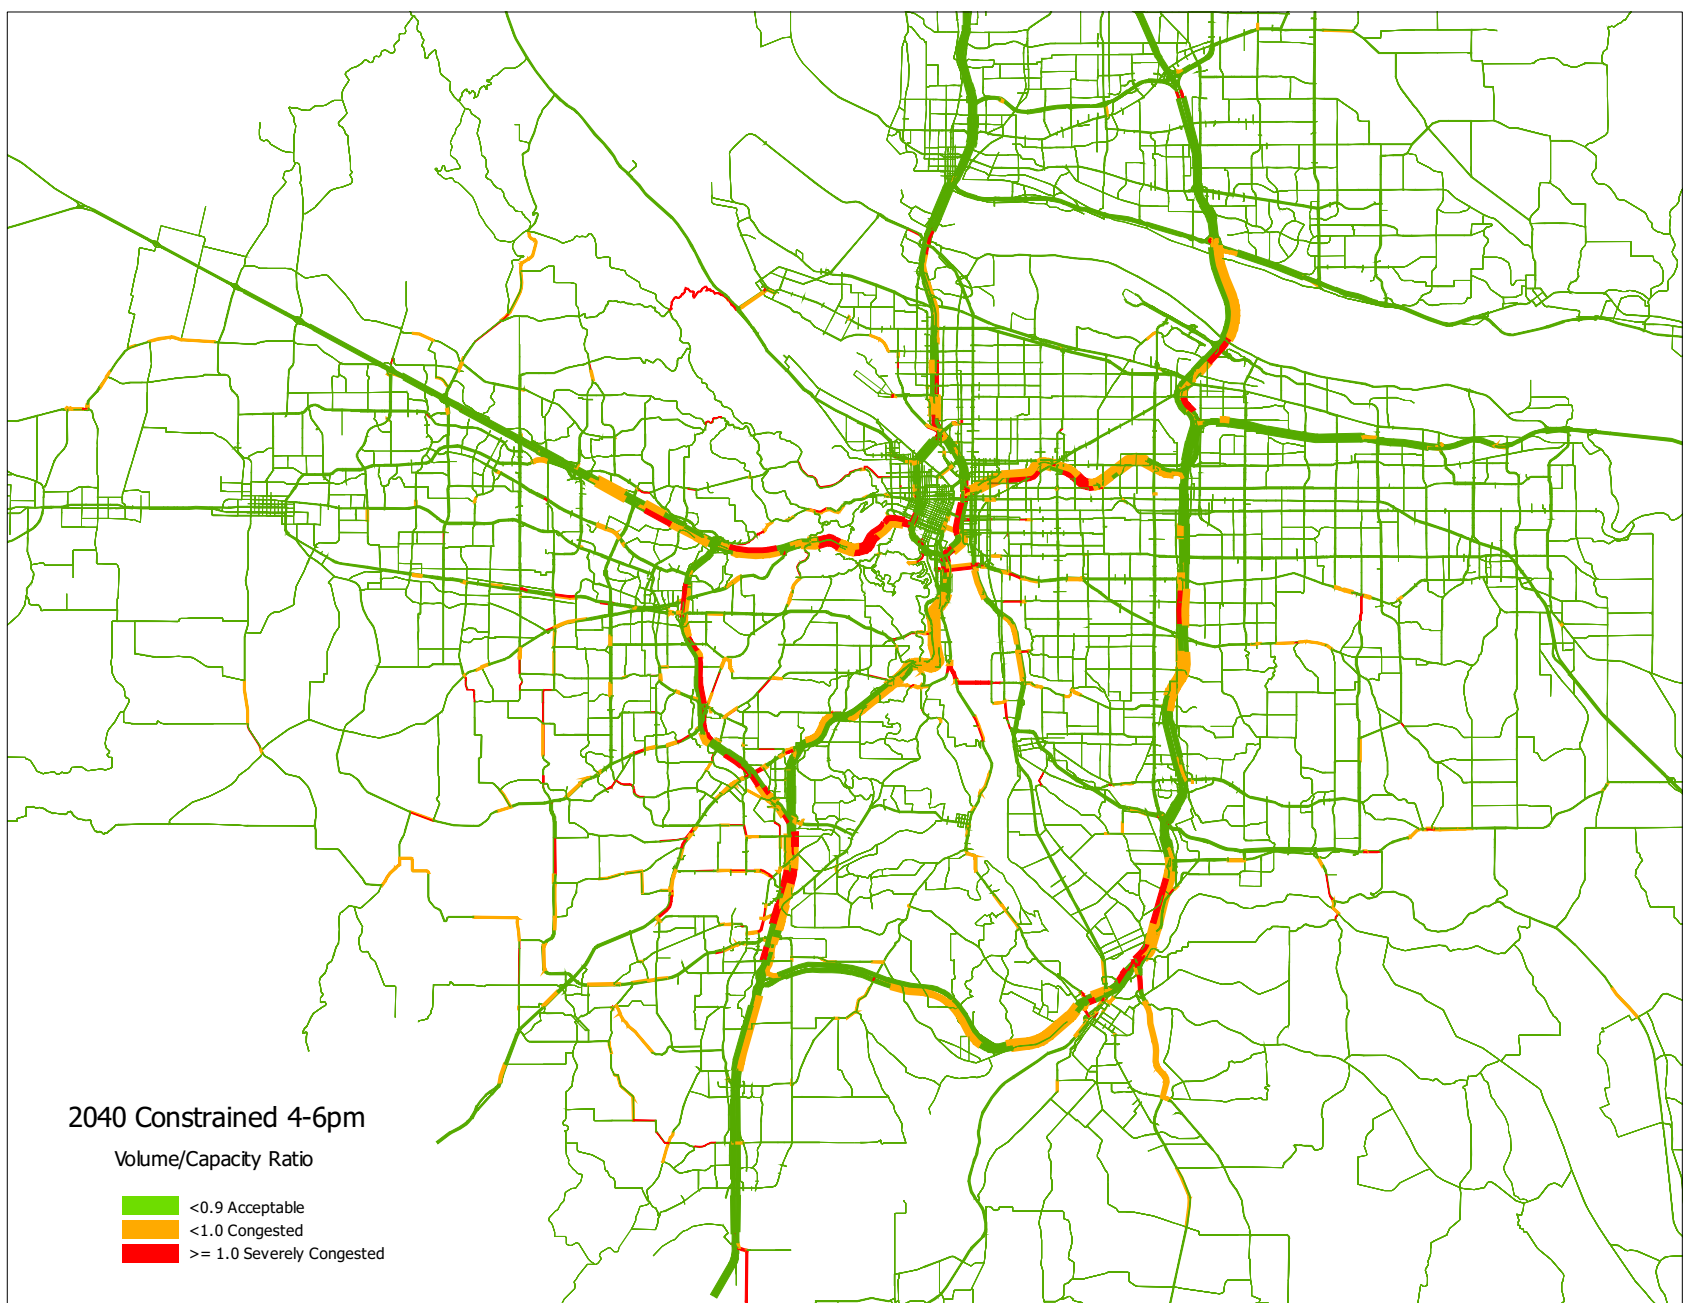 2040 Constrained 4-6pm
Volume/Capacity Ratio
<0.9 Acceptable
<1.0 Congested
>= 1.0 Severely Congested